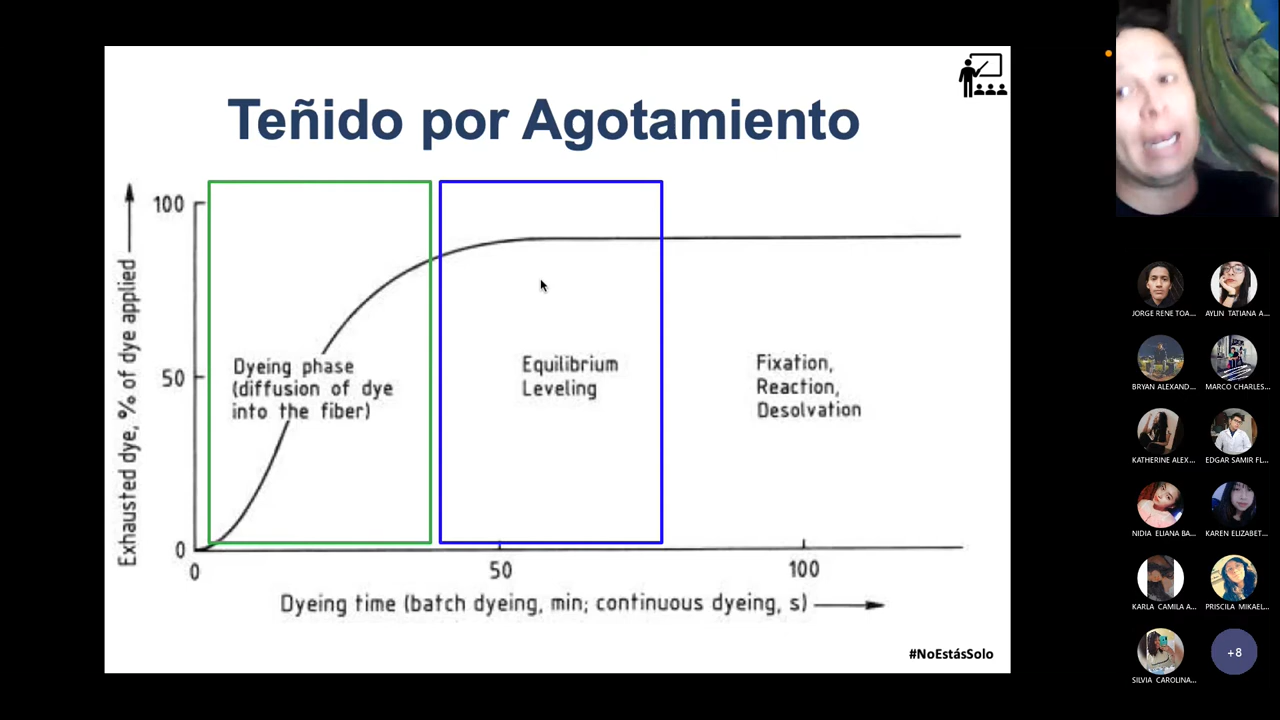 Teñido por Agotamiento
100
50
0
Exhausted dye, % of dye applied
Dyeing phase
(diffusion of dye
into the fiber)
Equilibrium
Leveling
Fixation,
Reaction,
Desolvation
0
50
100
Dyeing time (batch dyeing, min; continuous dyeing, s)
#NoEstásSolo
JORGE RENE TOA...
AYLIN TATIANA A...
BRYAN ALEXAND...
MARCO CHARLES...
KATHERINE ALEX...
EDGAR SAMIR FL...
NIDIA ELIANA BA...
KAREN ELIZABET...
KARLA CAMILA A...
PRISCILA MIKAEL...
SILVIA CAROLINA...
+8